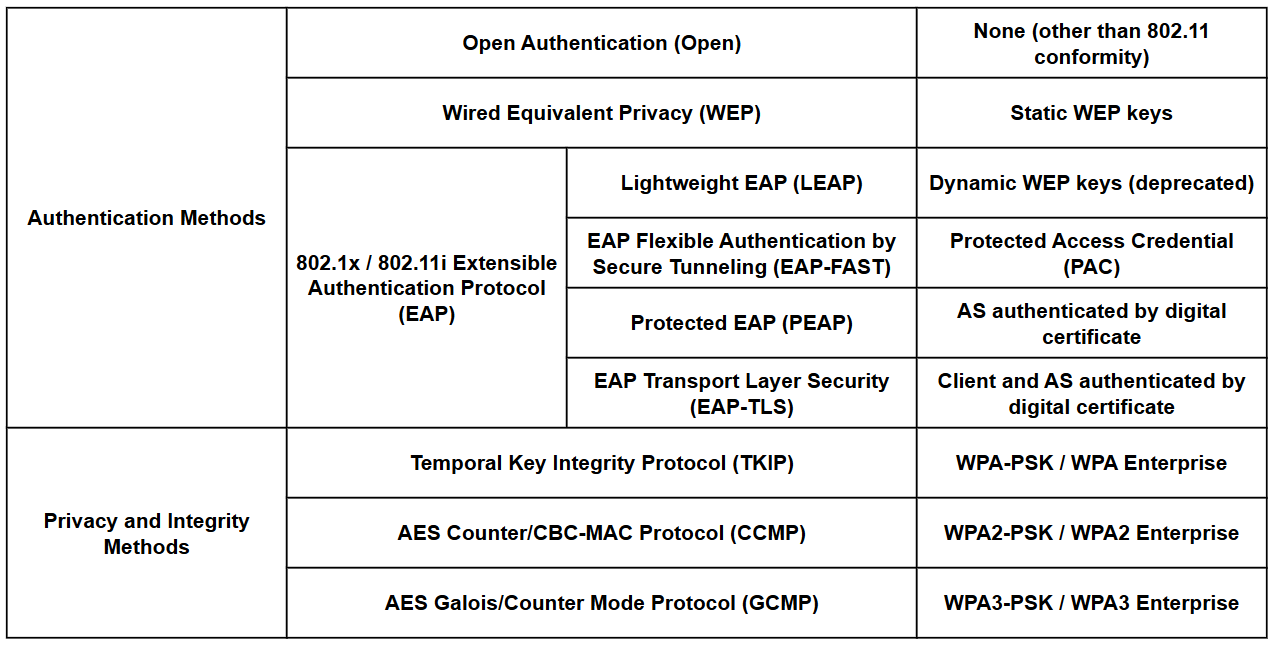 Authentication Methods
Open Authentication (Open)
None (other than 802.11
conformity)
Wired Equivalent Privacy (WEP)
Static WEP keys
802.1x / 802.11i Extensible
Authentication Protocol
(EAP)
Lightweight EAP (LEAP)
Dynamic WEP keys (deprecated)
EAP Flexible Authentication by
Secure Tunneling (EAP-FAST)
Protected Access Credential
(PAC)
Protected EAP (PEAP)
AS authenticated by digital
certificate
EAP Transport Layer Security
(EAP-TLS)
Client and AS authenticated by
digital certificate
Privacy and Integrity
Methods
Temporal Key Integrity Protocol (TKIP)
WPA-PSK / WPA Enterprise
AES Counter/CBC-MAC Protocol (CCMP)
WPA2-PSK / WPA2 Enterprise
AES Galois/Counter Mode Protocol (GCMP)
WPA3-PSK / WPA3 Enterprise